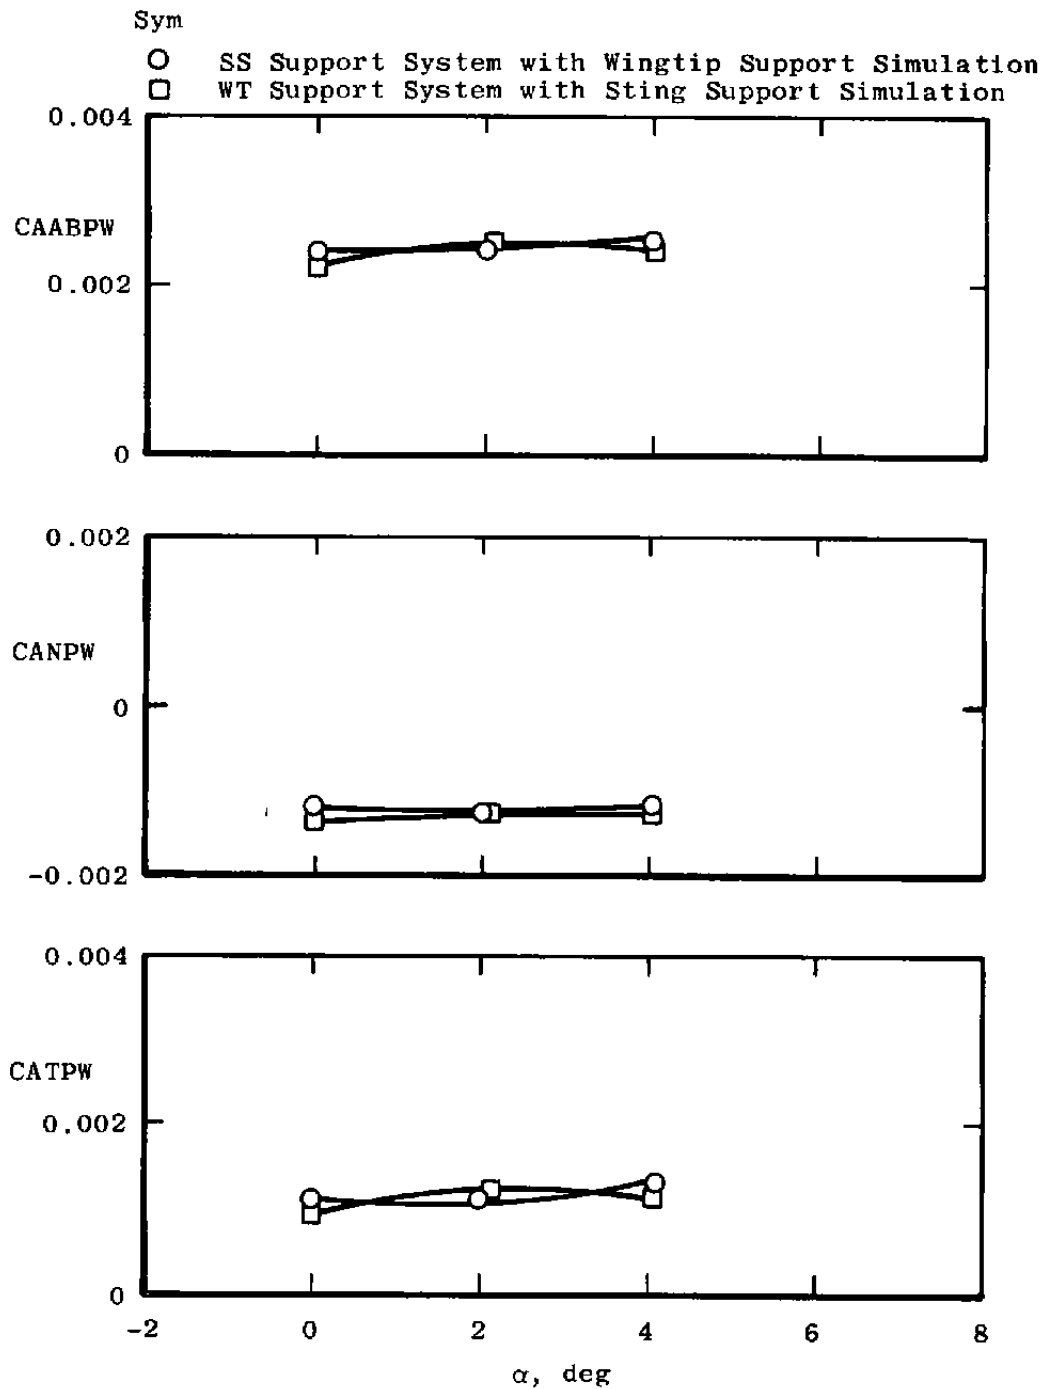 Sym
SS Support System with Wingtip Support Simulation
WT Support System with Sting Support Simulation
0.004
CAABPW
0.002
0
0.002
CANPW
0
-0.002
0.004
CATPW
0.002
0
-2 0 2 4 6 8
α, deg